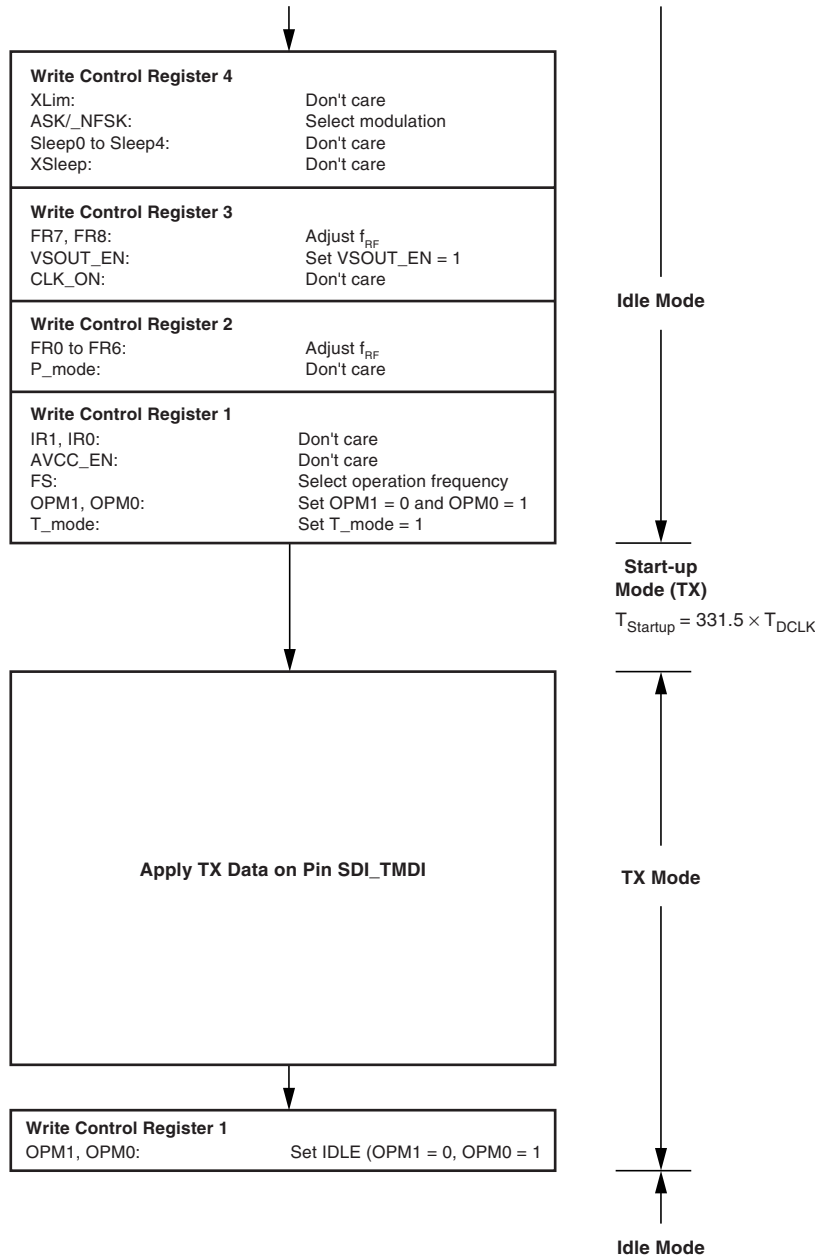 Write Control Register 4
XLim: Don't care
ASK/_NFSK: Select modulation
Sleep0 to Sleep4: Don't care
XSleep: Don't care
Write Control Register 3
FR7, FR8: Adjust fRF
VSOUT_EN: Set VSOUT_EN = 1
CLK_ON: Don't care
Idle Mode
Write Control Register 2
FR0 to FR6: Adjust fRF
P_mode: Don't care
Write Control Register 1
IR1, IR0: Don't care
AVCC_EN: Don't care
FS: Select operation frequency
OPM1, OPM0: Set OPM1 = 0 and OPM0 = 1
T_mode: Set T_mode = 1
Start-up
Mode (TX)
TStartup = 331.5 × TDCLK
Apply TX Data on Pin SDI_TMDI
TX Mode
Write Control Register 1
OPM1, OPM0: Set IDLE (OPM1 = 0, OPM0 = 1
Idle Mode